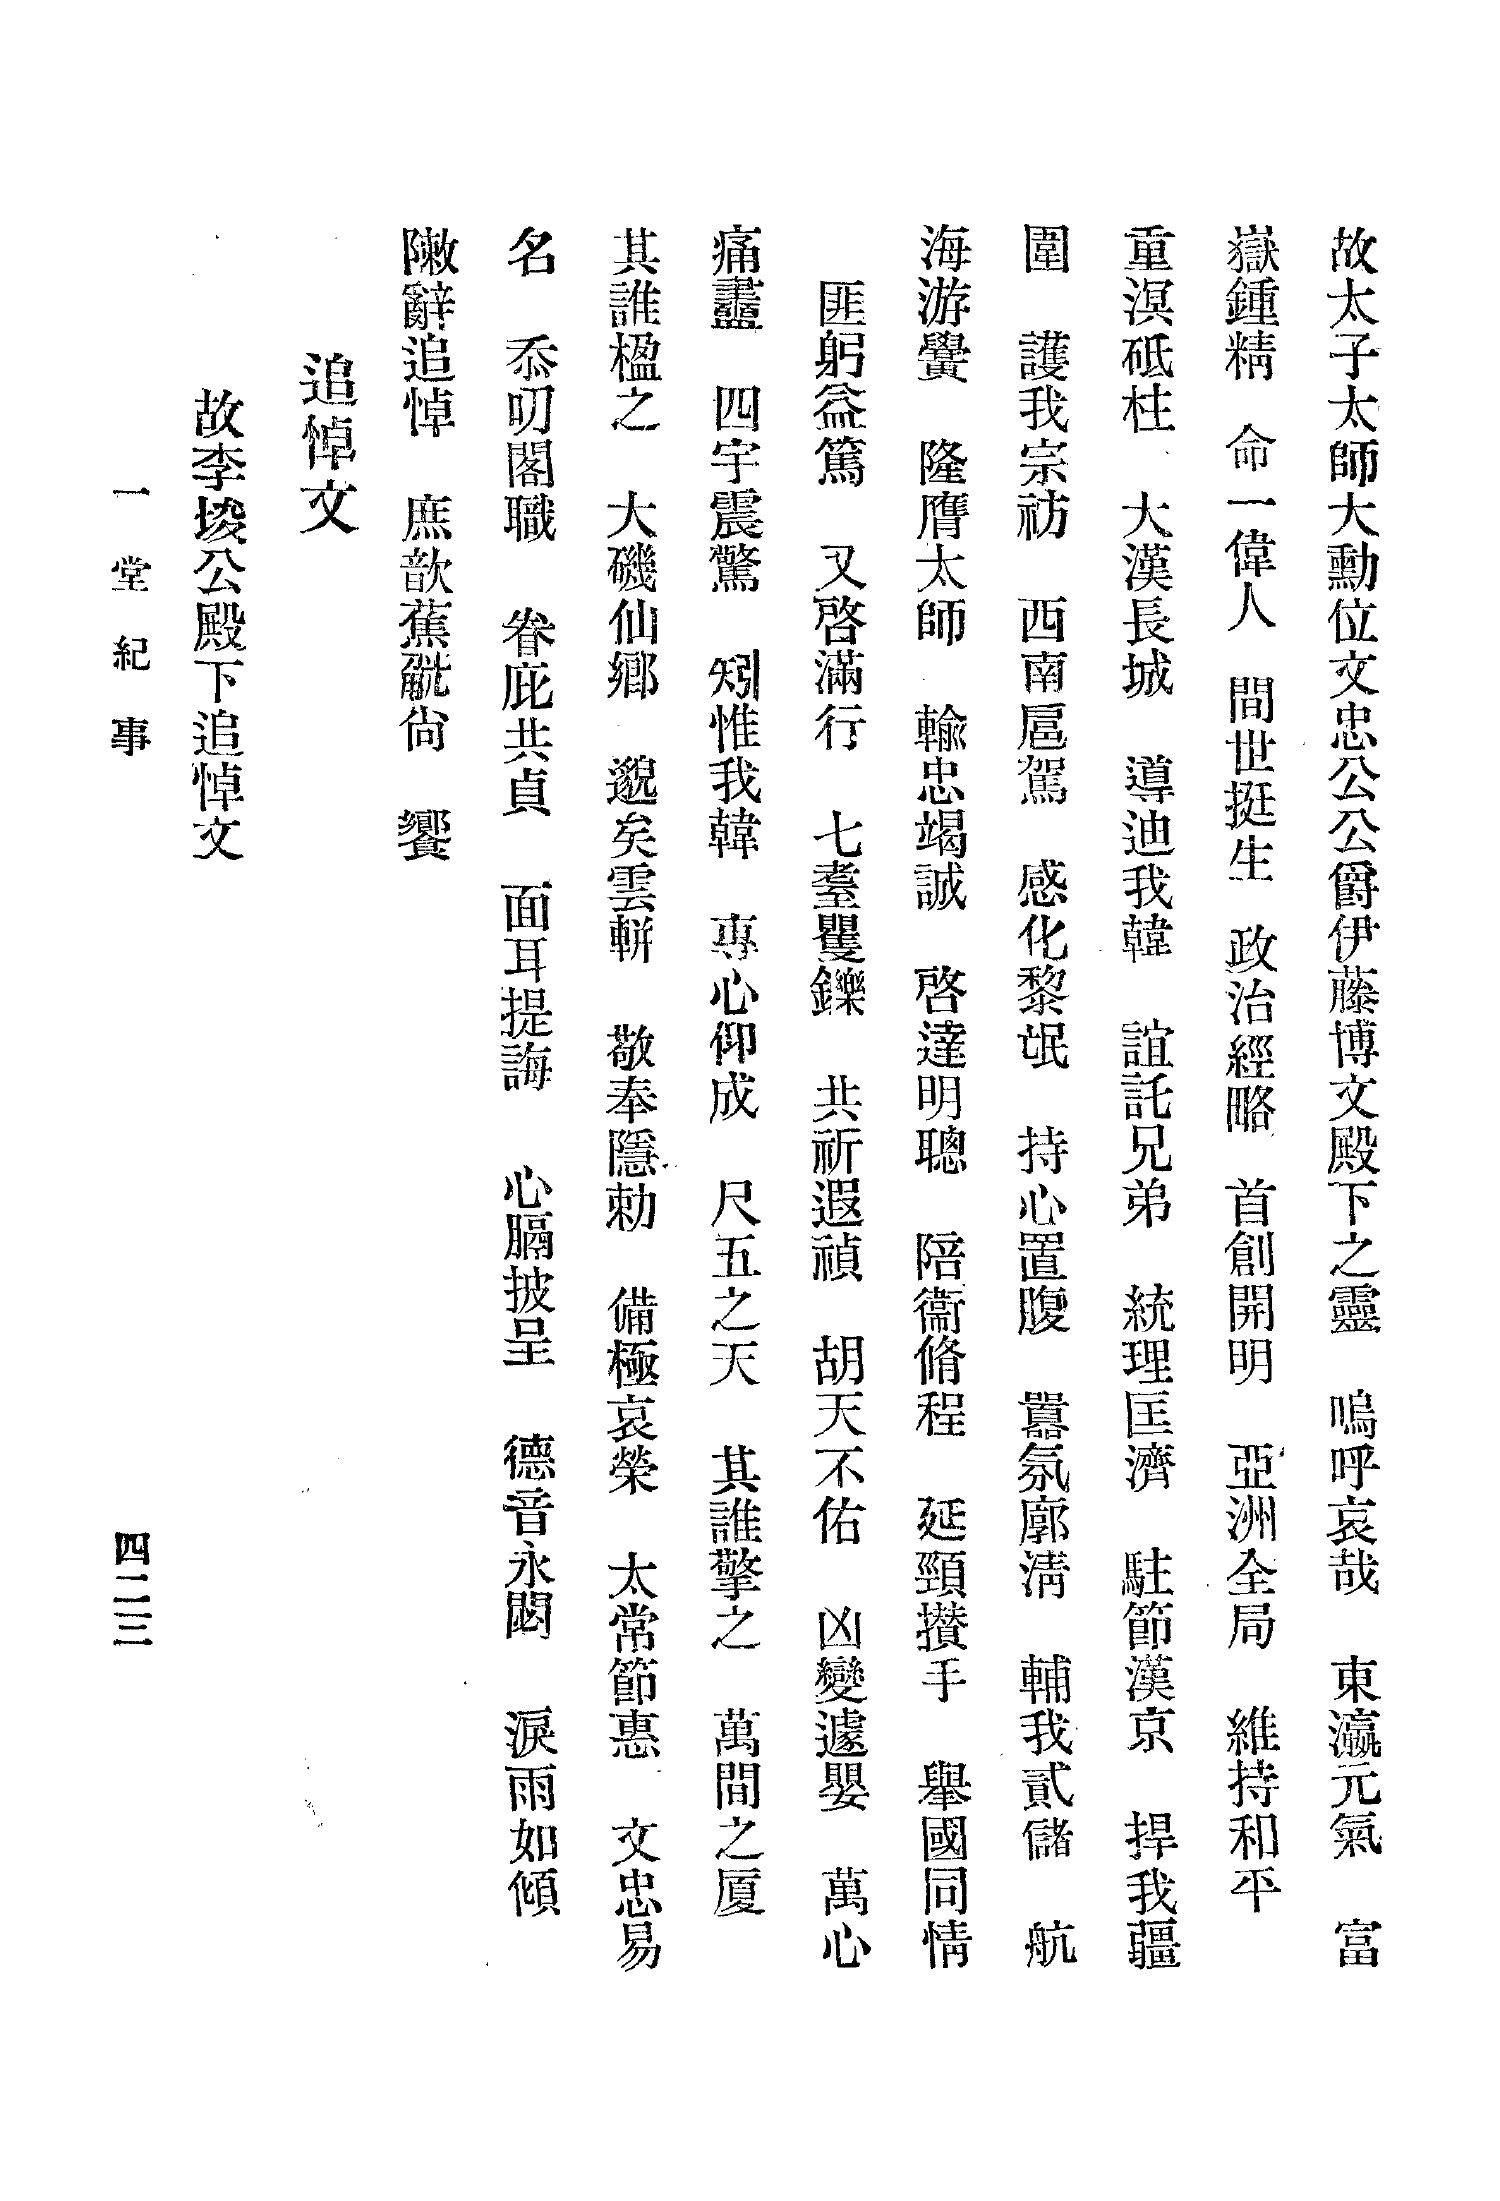 故太子太師大勳位文忠公公爵伊藤博文殿下之靈　嗚呼哀哉　東瀛元氣　富
嶽鍾精　命一偉人　間世挺生　政治經略　首創開明　亞洲全局　維持和平
重溟砥柱　大漢長城　導迪我韓　誼託兄弟　統理匡濟　駐節漢京　捍我疆
圍　護我宗祊　西南扈駕　感化黎氓　持心置腹　囂氛廓淸　輔我貳儲　航
海游黌　隆膺太師　輸忠竭誠　啓達明聰　陪衞脩程　延頸攅手　舉國同情
匪躬益篤　又啓滿行　七耋矍鑠　共祈遐禎　胡天不佑　凶變遽嬰　萬心
痛衋　四宇震驚　矧惟我韓　専心仰成　尺五之天　其誰擎之　萬間之厦
其誰楹之　大磯仙鄕　邈矣雲輧　敬奉隱勅　備極哀榮　太常節惠　文忠易
名　忝叨閣職　眷庇共貞　面耳提誨　心膈披呈　德音永閟　淚雨如傾
陳辭追悼　庶歆蕉觥尙　饗
追悼文
故李埈公殿下追悼文
一堂紀事
四二三